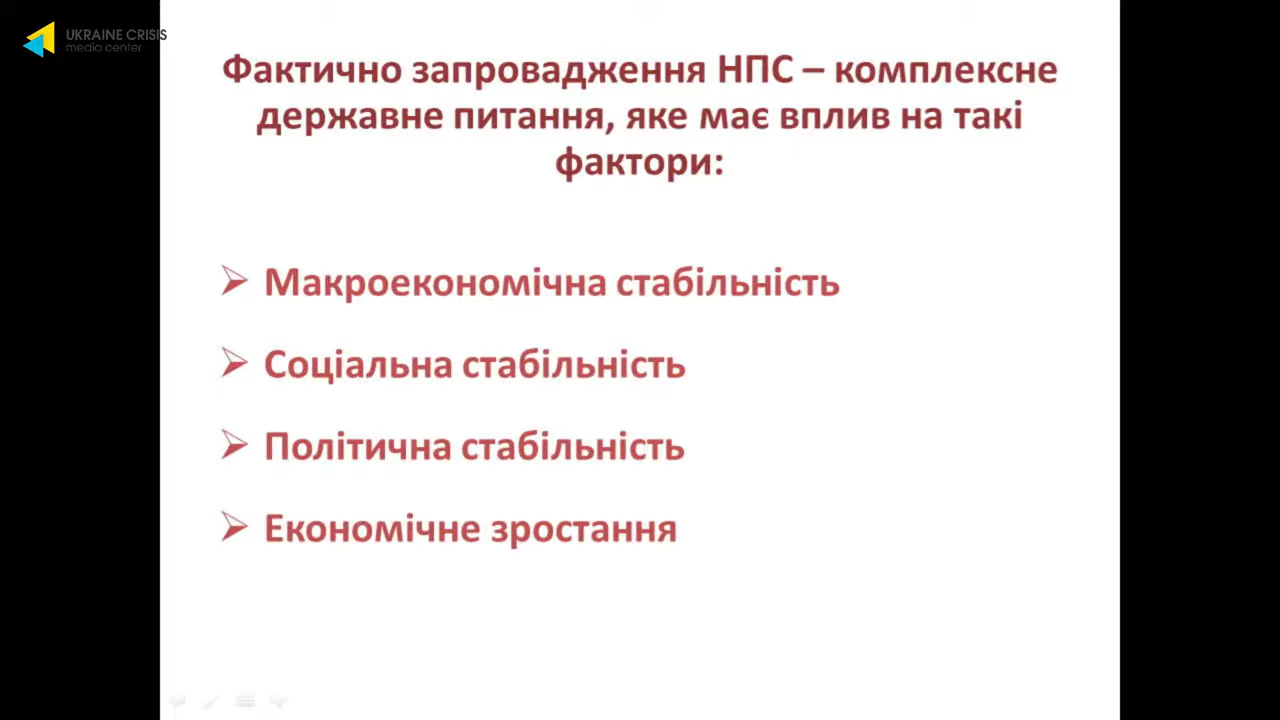 UKRAINE CRISIS
media center
Фактично запровадження НПС – комплексне
державне питання, яке має вплив на такі
фактори:
Макроекономічна стабільність
Соціальна стабільність
Політична стабільність
Економічне зростання